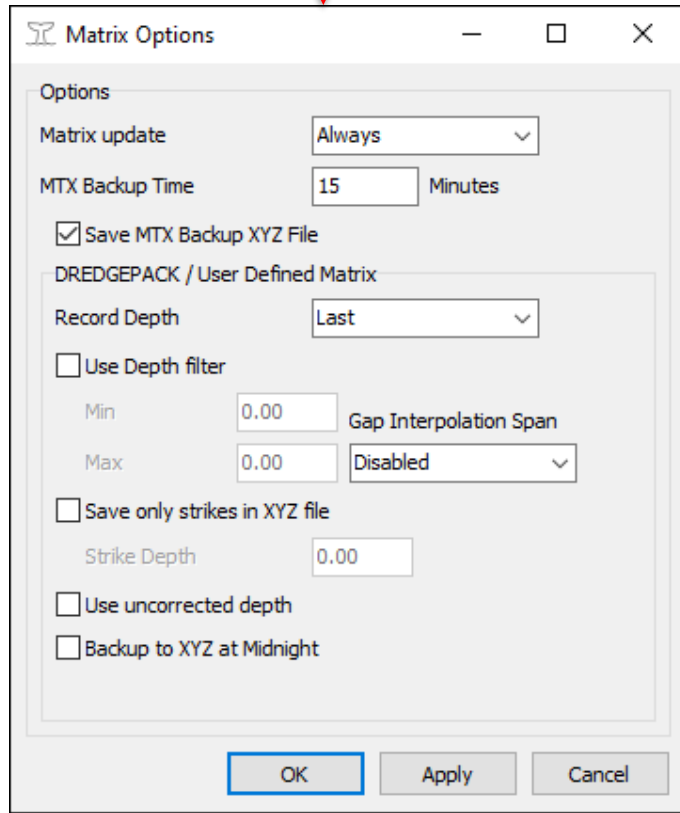 Matrix Options
Options
Matrix update Always
MTX Backup Time 15 Minutes
Save MTX Backup XYZ File
DREDGEPACK / User Defined Matrix
Record Depth Last
Use Depth filter
Min 0.00 Gap Interpolation Span
Max 0.00 Disabled
Save only strikes in XYZ file
Strike Depth 0.00
Use uncorrected depth
Backup to XYZ at Midnight
OK Apply Cancel